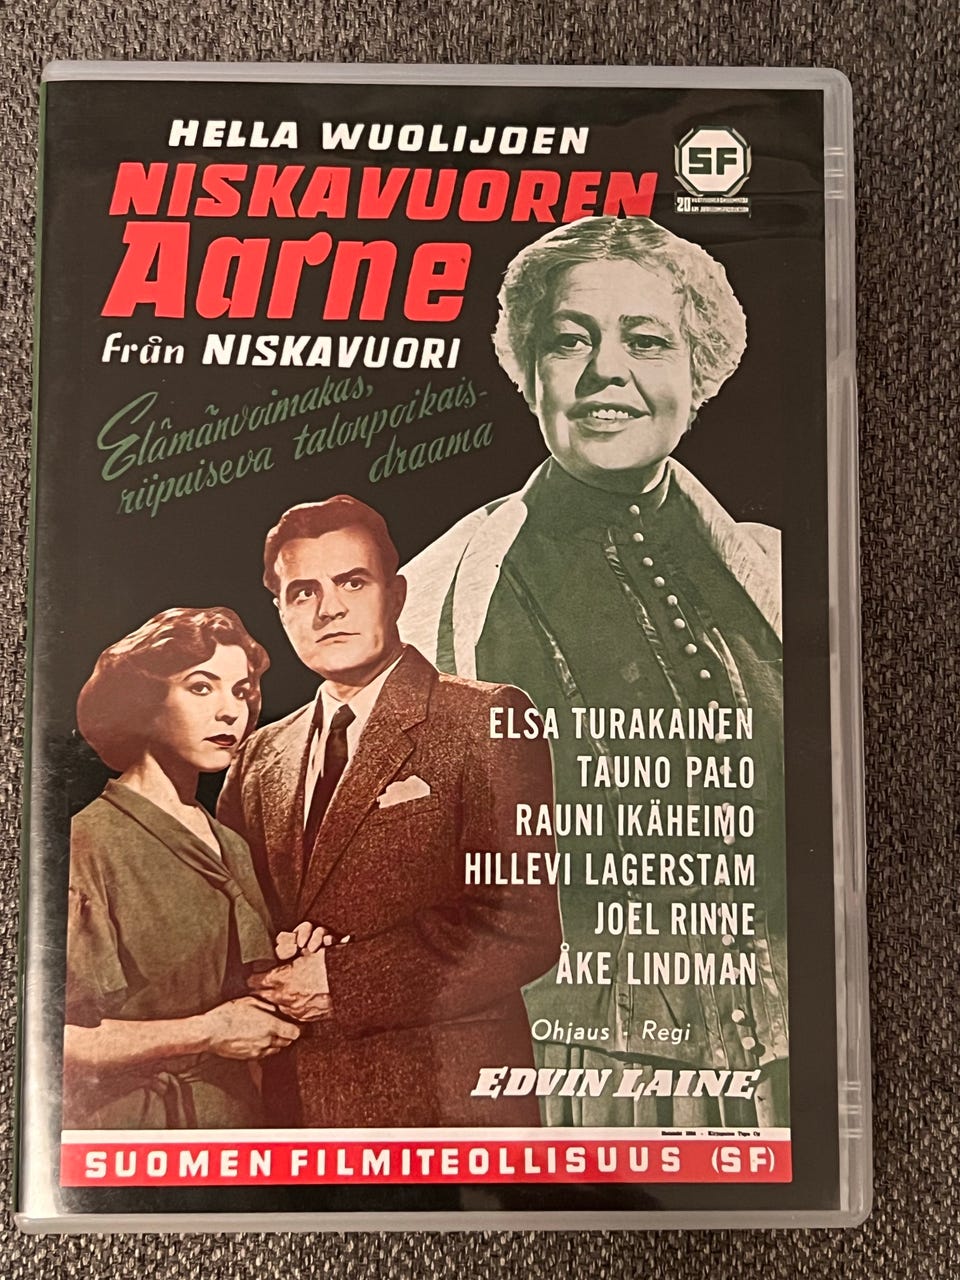 HELLA WUOLIJOEN
NISKAVUOREN
Aarne
från NISKAVUORI
SF
20
Elämänvoimakas,
riipaiseva talonpoikais-
draama
ELSA TURAKAINEN
TAUNO PALO
RAUNI IKÄHEIMO
HILLEVI LAGERSTAM
JOEL RINNE
ÅKE LINDMAN
Ohjaus - Regi
EDVIN LAINE
SUOMEN FILMITEOLLISUUS (SF)